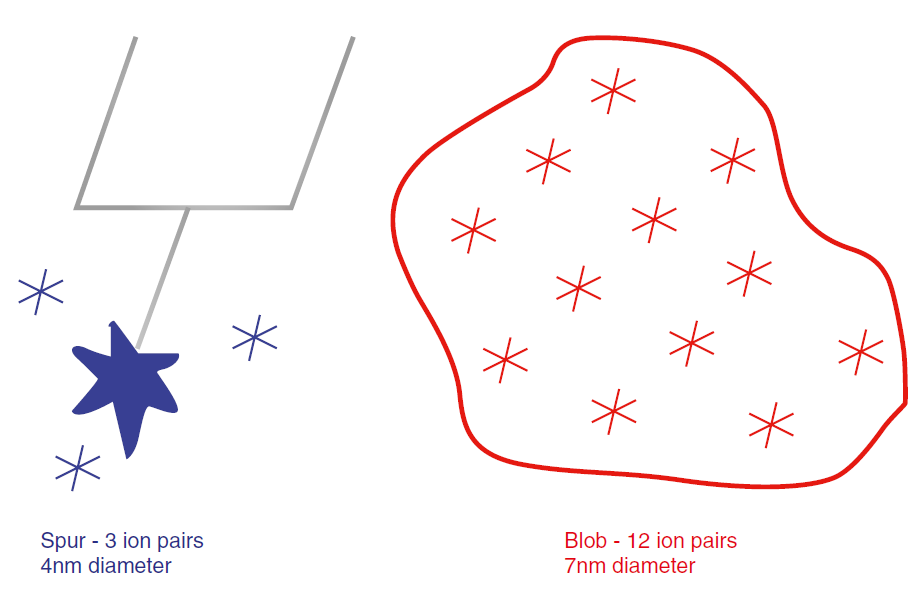 Spur - 3 ion pairs
4nm diameter
Blob - 12 ion pairs
7nm diameter